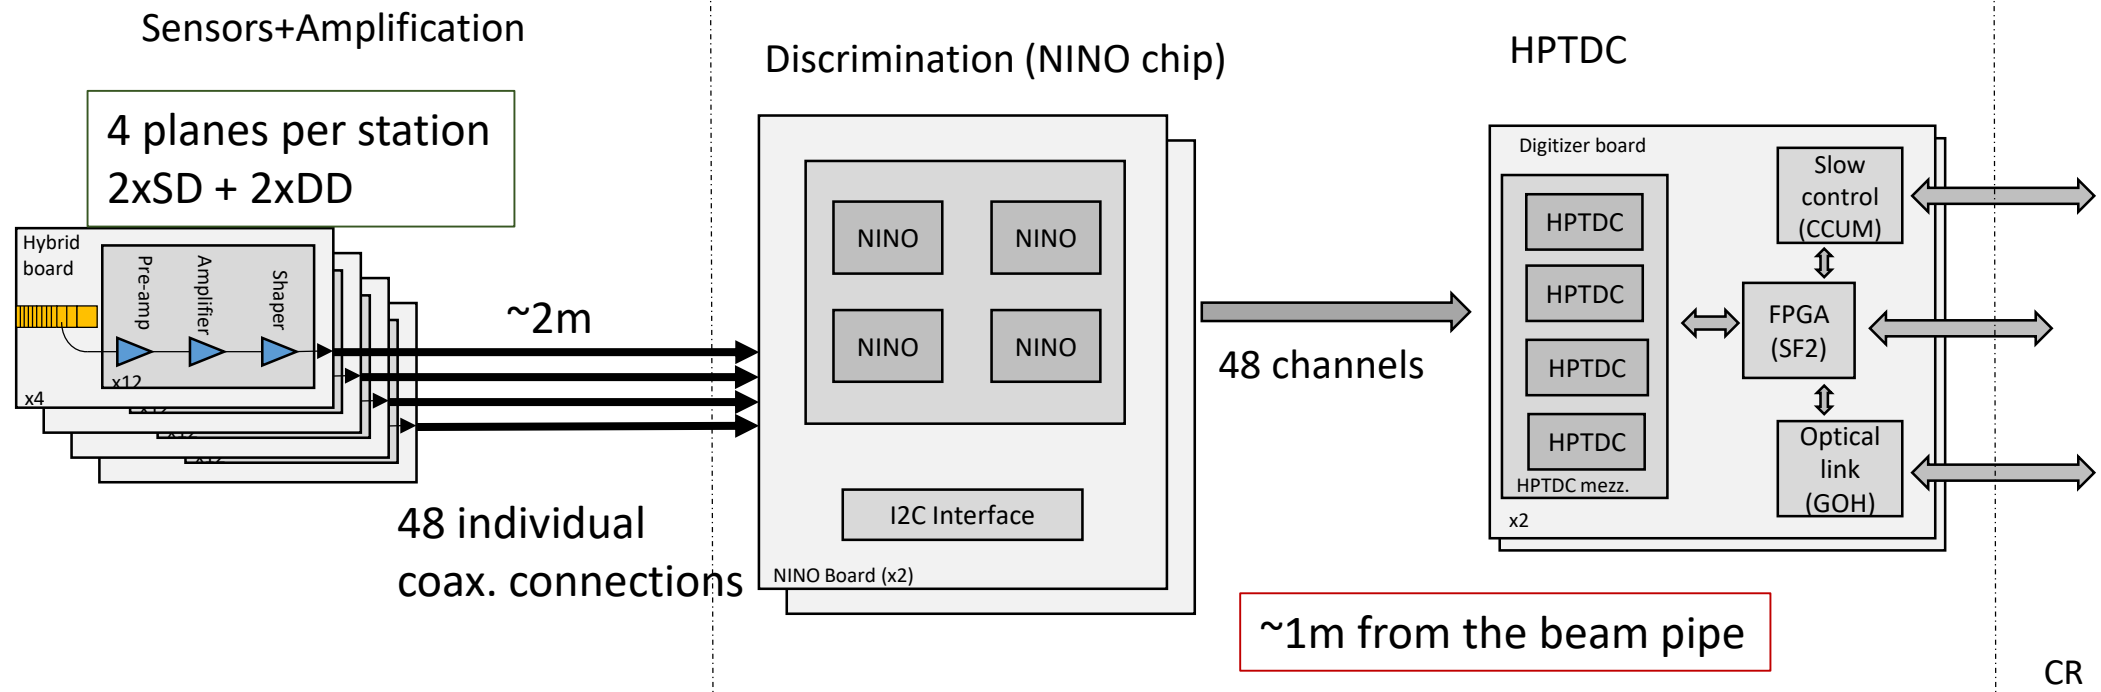 Sensors+Amplification
Discrimination (NINO chip)
HPTDC
4 planes per station
2xSD + 2xDD
Hybrid
board
Pre-amp
Amplifier
Shaper
x12
x4
x12
x12
x12
~2m
48 individual
coax. connections
NINO
NINO
NINO
NINO
I2C Interface
NINO Board (x2)
48 channels
Digitizer board
HPTDC
HPTDC
HPTDC
HPTDC
HPTDC mezz.
x2
Slow
control
(CCUM)
FPGA
(SF2)
Optical
link
(GOH)
~1m from the beam pipe
CR